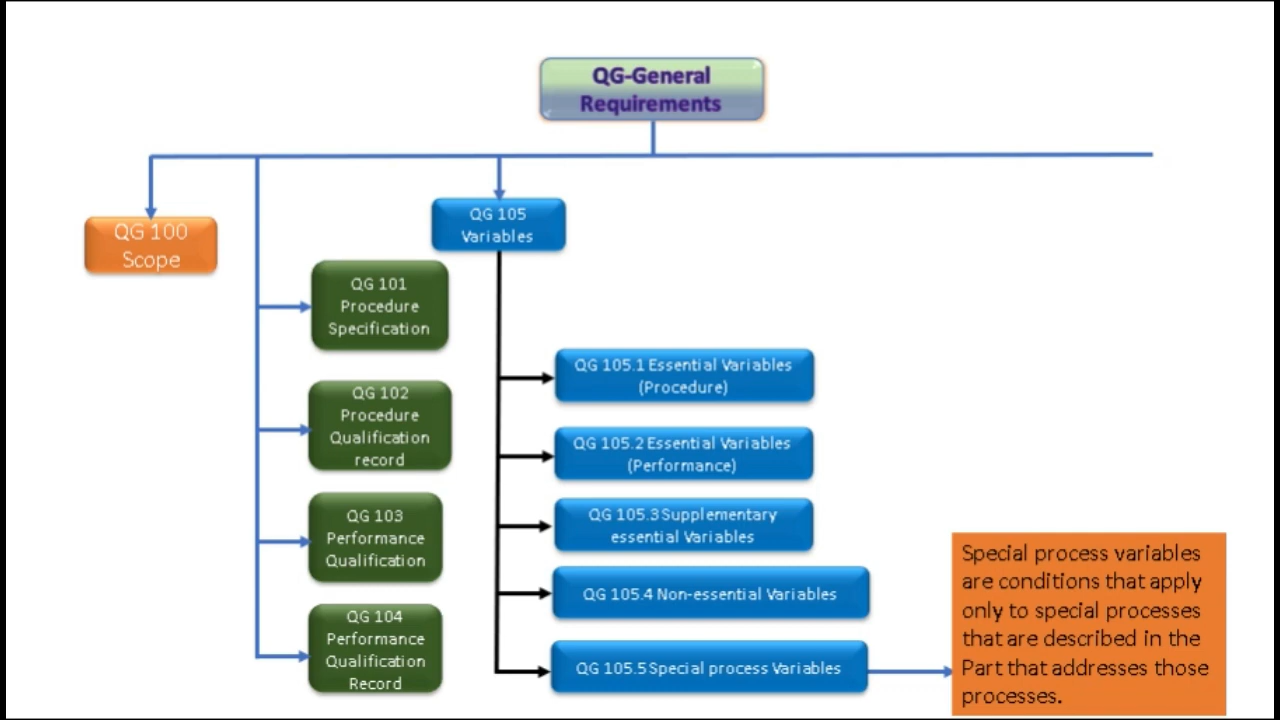 QG-General
Requirements
QG 100
Scope
QG 101
Procedure
Specification
QG 102
Procedure
Qualification
record
QG 103
Performance
Qualification
QG 104
Performance
Qualification
Record
QG 105
Variables
QG 105.1 Essential Variables
(Procedure)
QG 105.2 Essential Variables
(Performance)
QG 105.3 Supplementary
essential Variables
QG 105.4 Non-essential Variables
QG 105.5 Special process Variables
Special process variables
are conditions that apply
only to special processes
that are described in the
Part that addresses those
processes.